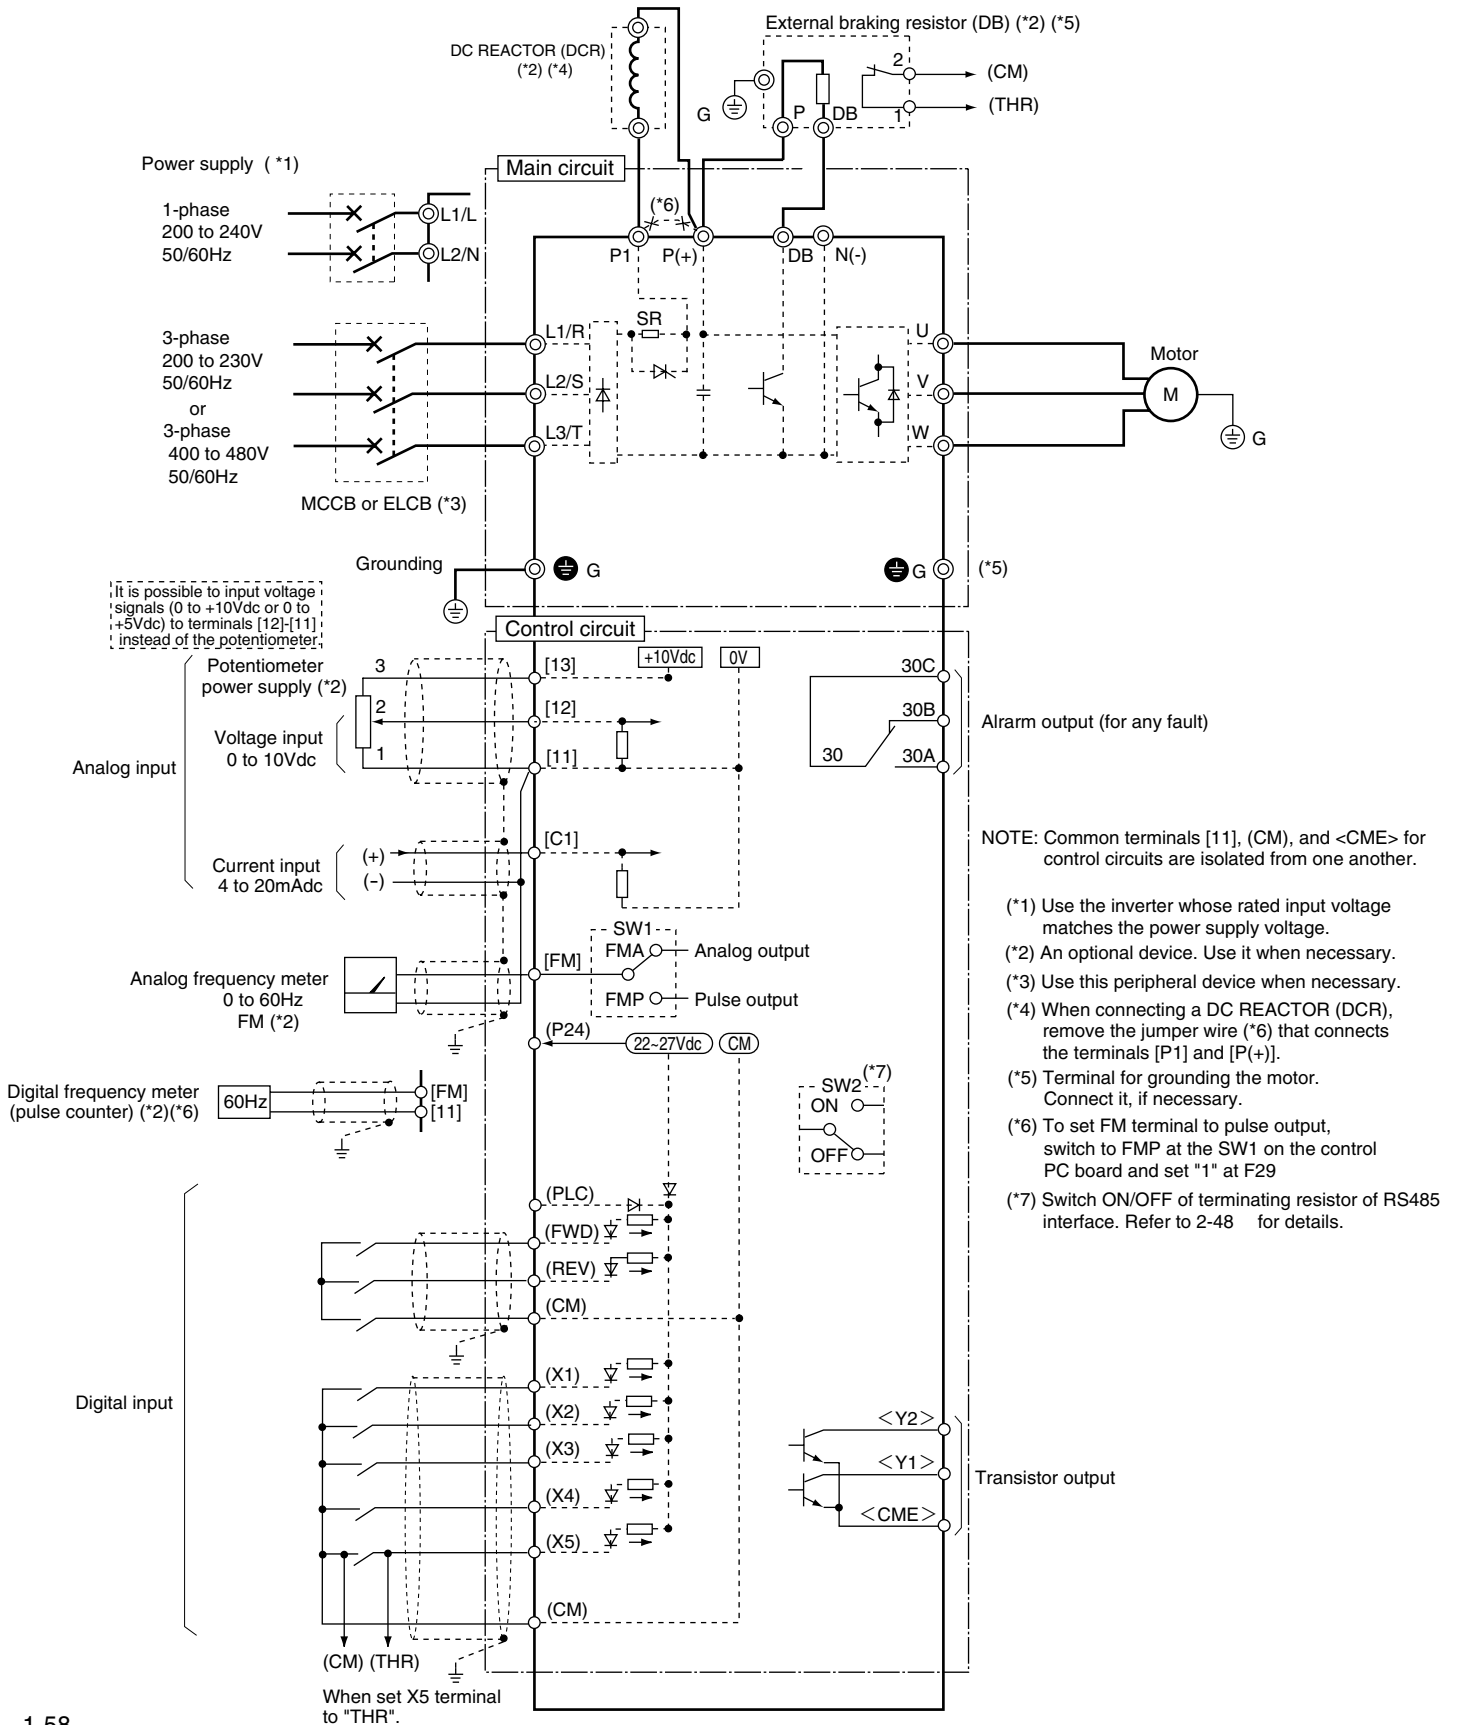 External braking resistor (DB) (*2) (*5)
DC REACTOR (DCR)
(*2) (*4)
2
(CM)
G
P
DB
1
(THR)
Power supply ( *1)
Main circuit
1-phase
200 to 240V
50/60Hz
L1/L
L2/N
(*6)
P1
P(+)
DB
N(-)
3-phase
200 to 230V
50/60Hz
or
3-phase
400 to 480V
50/60Hz
L1/R
L2/S
L3/T
SR
U
V
W
Motor
M
G
MCCB or ELCB (*3)
Grounding
G
G
(*5)
It is possible to input voltage
signals (0 to +10Vdc or 0 to
+5Vdc) to terminals [12]-[11]
instead of the potentiometer.
Control circuit
Potentiometer
power supply (*2)
3
[13]
+10Vdc
0V
30C
2
[12]
30B
Alrarm output (for any fault)
Voltage input
0 to 10Vdc
1
[11]
30
30A
Analog input
NOTE: Common terminals [11], (CM), and <CME> for
control circuits are isolated from one another.
[C1]
Current input
4 to 20mAdc
(+)
(-)
(*1) Use the inverter whose rated input voltage
matches the power supply voltage.
(*2) An optional device. Use it when necessary.
(*3) Use this peripheral device when necessary.
(*4) When connecting a DC REACTOR (DCR),
remove the jumper wire (*6) that connects
the terminals [P1] and [P(+)].
(*5) Terminal for grounding the motor.
Connect it, if necessary.
(*6) To set FM terminal to pulse output,
switch to FMP at the SW1 on the control
PC board and set "1" at F29
(*7) Switch ON/OFF of terminating resistor of RS485
interface. Refer to 2-48 for details.
SW1
FMA
Analog output
[FM]
FMP
Pulse output
Analog frequency meter
0 to 60Hz
FM (*2)
(P24)
22~27Vdc
CM
(*7)
SW2
ON
OFF
Digital frequency meter
(pulse counter) (*2)(*6)
60Hz
[FM]
[11]
(PLC)
(FWD)
(REV)
(CM)
(X1)
(X2)
(X3)
(X4)
(X5)
(CM)
Digital input
<Y2>
<Y1>
<CME>
Transistor output
(CM) (THR)
When set X5 terminal
to "THR".
1-58